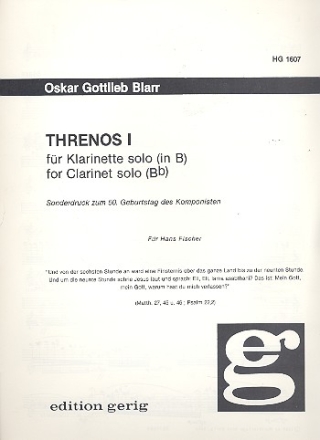 HG 1607
Oskar Gottlieb Blarr
THRENOS I
für Klarinette solo (in B)
for Clarinet solo (Bb)
Sonderdruck zum 50. Geburtstag des Komponisten
Für Hans Fischer
"Und von der sechsten Stunde an ward eine Finsternis über das ganze Land bis zu der neunten Stunde.
Und um die neunte Stunde schrie Jesus laut und sprach: Eli, Eli, lama asabthani? Das ist: Mein Gott,
mein Gott, warum hast du mich verlassen?"
(Matth. 27, 45 u. 46 ; Psalm 22,2)
eg
edition gerig